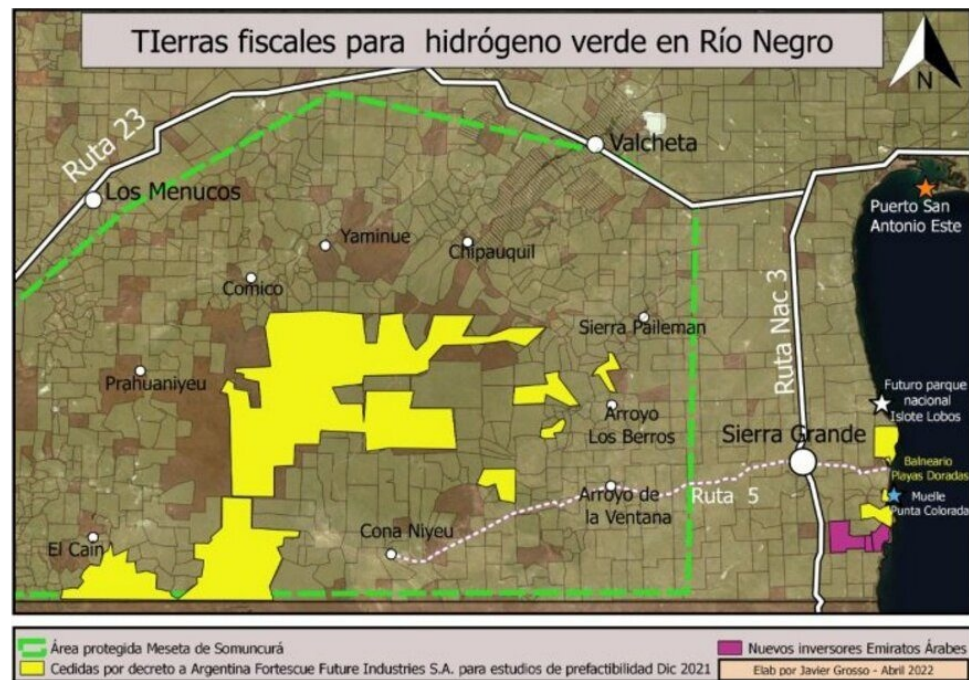 TIerras fiscales para hidrógeno verde en Río Negro
N
Ruta 23
Valcheta
Los Menucos
Puerto San
Antonio Este
Yaminue
Chipauquil
Comico
Ruta Nac 3
Sierra Paileman
Prahuaniyeu
Futuro parque
nacional
Islote Lobos
Arroyo
Los Berros
Sierra Grande
Balneario
Playas Doradas
Ruta 5
Muelle
Punta Colorada
Arroyo de
la Ventana
Cona Niyeu
El Cain
Área protegida Meseta de Somuncurá
Nuevos inversores Emiratos Árabes
Cedidas por decreto a Argentina Fortescue Future Industries S.A. para estudios de prefactibilidad Dic 2021
Elab por Javier Grosso - Abril 2022